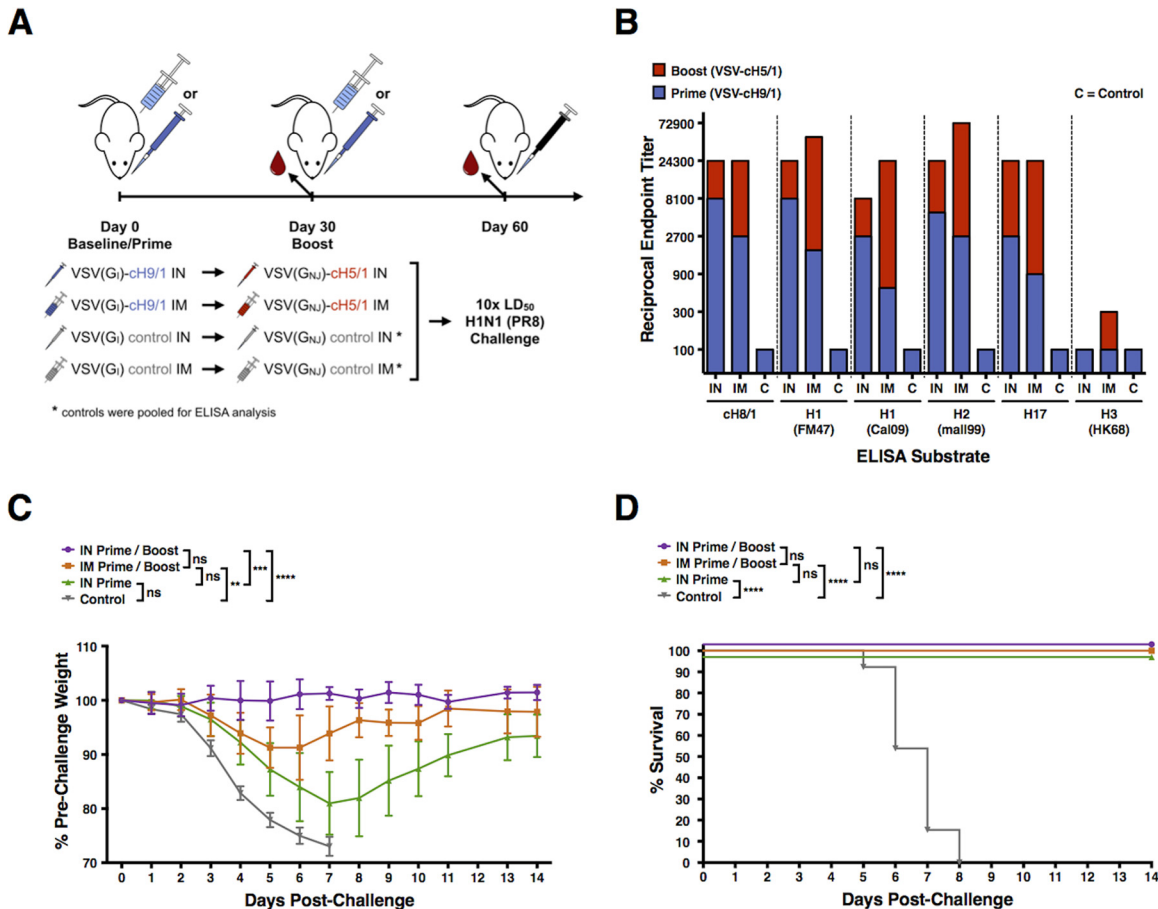 A
or
or
Day 0
Baseline/Prime
Day 30
Boost
Day 60
VSV(GI)-cH9/1 IN
VSV(GNJ)-cH5/1 IN
VSV(GI)-cH9/1 IM
VSV(GNJ)-cH5/1 IM
VSV(GI) control IN
VSV(GNJ) control IN *
VSV(GI) control IM
VSV(GNJ) control IM*
10x LD50
H1N1 (PR8)
Challenge
* controls were pooled for ELISA analysis
B
Boost (VSV-cH5/1)
Prime (VSV-cH9/1)
C = Control
Reciprocal Endpoint Titer
72900
24300
8100
2700
900
300
100
IN IM C IN IM C IN IM C IN IM C IN IM C IN IM C
cH8/1
H1
(FM47)
H1
(Cal09)
H2
(mall99)
H17
H3
(HK68)
ELISA Substrate
C
IN Prime / Boost
IM Prime / Boost
IN Prime
Control
ns
ns
ns
**
***
****
% Pre-Challenge Weight
110
100
90
80
70
0 1 2 3 4 5 6 7 8 9 10 11 13 14
Days Post-Challenge
D
IN Prime / Boost
IM Prime / Boost
IN Prime
Control
ns
ns
****
****
ns
****
% Survival
100
90
80
70
60
50
40
30
20
10
0
0 1 2 3 4 5 6 7 8 9 10 11 12 13 14
Days Post-Challenge